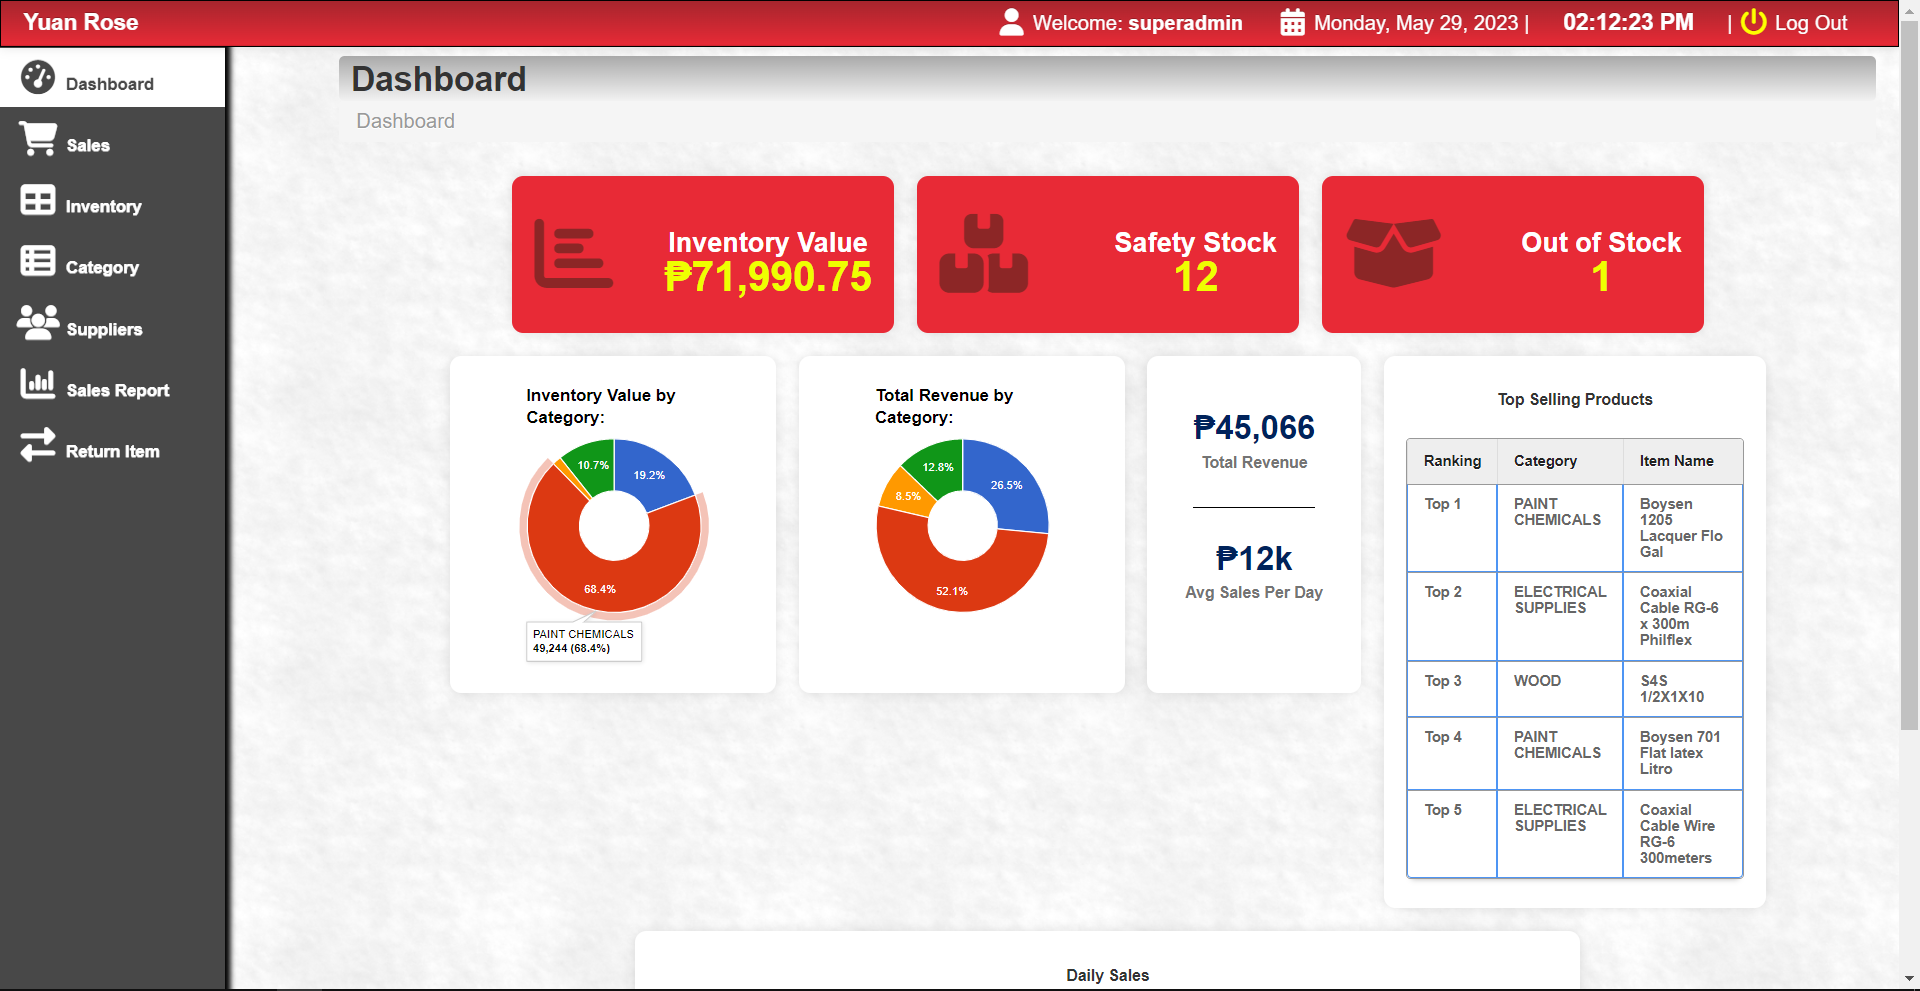 Yuan Rose
Welcome: superadmin
Monday, May 29, 2023 |
02:12:23 PM
| Log Out
Dashboard
Sales
Inventory
Category
Suppliers
Sales Report
Return Item
Dashboard
Dashboard
Inventory Value
₱71,990.75
Safety Stock
12
Out of Stock
1
Inventory Value by
Category:
10.7%
19.2%
68.4%
PAINT CHEMICALS
49,244 (68.4%)
Total Revenue by
Category:
12.8%
26.5%
8.5%
52.1%
₱45,066
Total Revenue
₱12k
Avg Sales Per Day
Top Selling Products
Ranking Category Item Name
Top 1
PAINT
CHEMICALS
Boysen
1205
Lacquer Flo
Gal
Top 2
ELECTRICAL
SUPPLIES
Coaxial
Cable RG-6
x 300m
Philflex
Top 3
WOOD
S4S
1/2X1X10
Top 4
PAINT
CHEMICALS
Boysen 701
Flat latex
Litro
Top 5
ELECTRICAL
SUPPLIES
Coaxial
Cable Wire
RG-6
300meters
Daily Sales